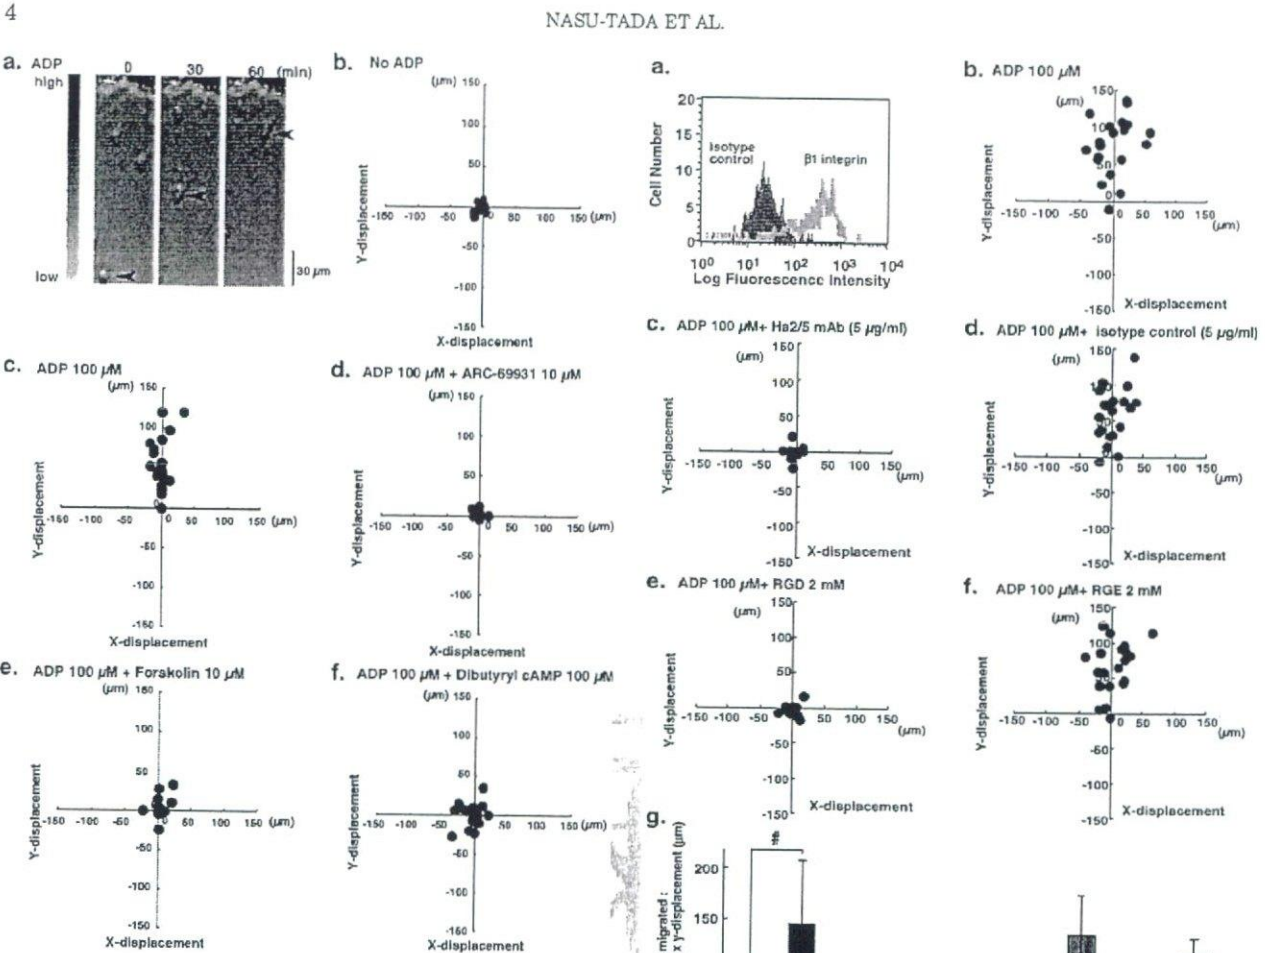 4
NASU-TADA ET AL.
a. ADP
0 30 60 (min)
high
low
30 µm
b. No ADP
(µm) 150
100
50
-150 -100 -50 0 50 100 150 (µm)
-50
-100
-150
Y-displacement
X-displacement
c. ADP 100 µM
(µm) 150
100
0
-150 -100 -50 0 50 100 150 (µm)
-50
-100
-150
Y-displacement
X-displacement
d. ADP 100 µM + ARC-69931 10 µM
(µm) 150
100
50
-150 -100 -50 0 50 100 150 (µm)
-50
-100
-150
Y-displacement
X-displacement
e. ADP 100 µM + Forskolin 10 µM
(µm) 150
100
50
-150 -100 -50 50 100 150 (µm)
-50
-100
-150
Y-displacement
X-displacement
f. ADP 100 µM + Dibutyryl cAMP 100 µM
(µm) 150
100
50
-150 -100 -50 0 50 100 150 (µm)
-50
-100
-150
Y-displacement
X-displacement
a.
20
15
10
5
0
Cell Number
Isotype
control
β1 integrin
10⁰ 10¹ 10² 10³ 10⁴
Log Fluorescence Intensity
b. ADP 100 µM
150
(µm)
100
50
0
-150 -100 -50 0 50 100 150
(µm)
-50
-100
-150
Y-displacement
X-displacement
c. ADP 100 µM+ Ha2/5 mAb (5 µg/ml)
150
(µm)
100
50
-150 -100 -50 0 50 100 150
(µm)
-50
-100
-150
Y-displacement
X-displacement
d. ADP 100 µM+ isotype control (5 µg/ml)
150
(µm)
-150 -100 -50 0 50 100 150
(µm)
-50
-100
-150
Y-displacement
X-displacement
e. ADP 100 µM+ RGD 2 mM
150
(µm)
100
50
-150 -100 -50 50 100 150
(µm)
-50
-100
-150
Y-displacement
X-displacement
f. ADP 100 µM+ RGE 2 mM
150
(µm)
100
-150 -100 -50 0 50 100 150
(µm)
-50
-100
-150
Y-displacement
X-displacement
g.
200
150
migrated :
x y-displacement (µm)